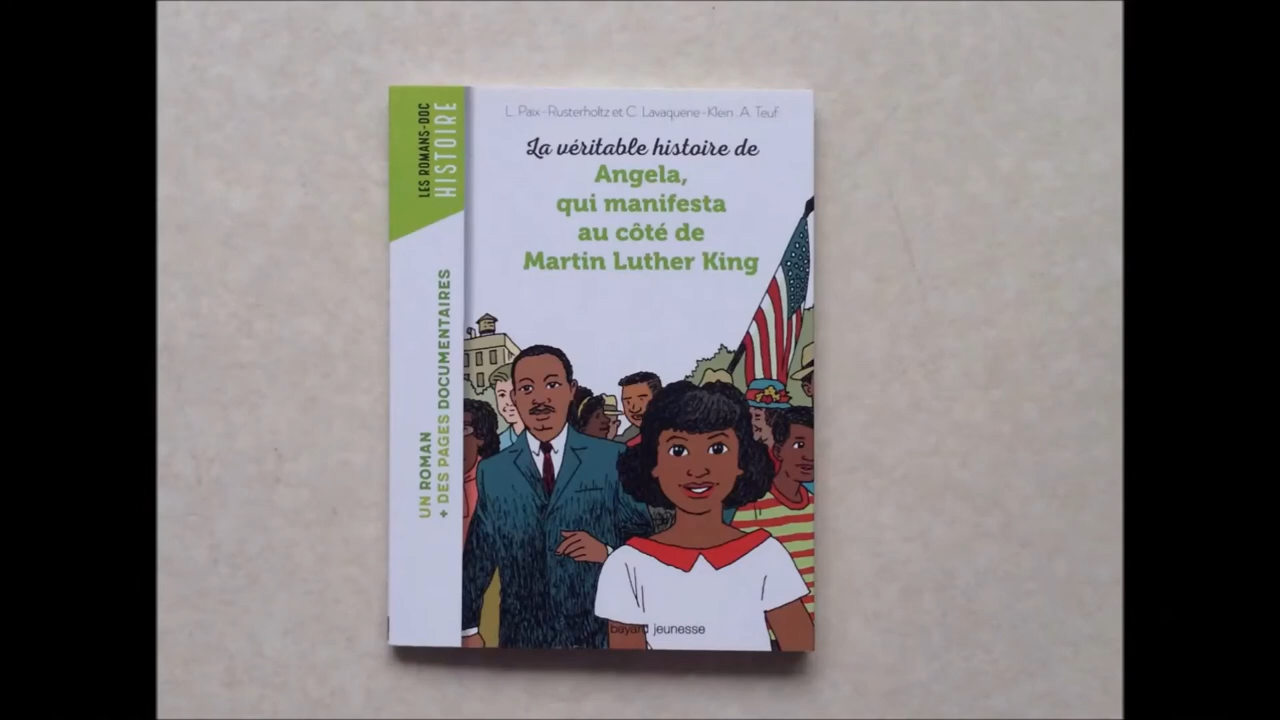 L. Paix-Rusterholtz et C. Lavaquerie-Klein . A. Teuf
La véritable histoire de
Angela,
qui manifesta
au côté de
Martin Luther King
LES ROMANS-DOC
HISTOIRE
UN ROMAN
+ DES PAGES DOCUMENTAIRES
bayard jeunesse